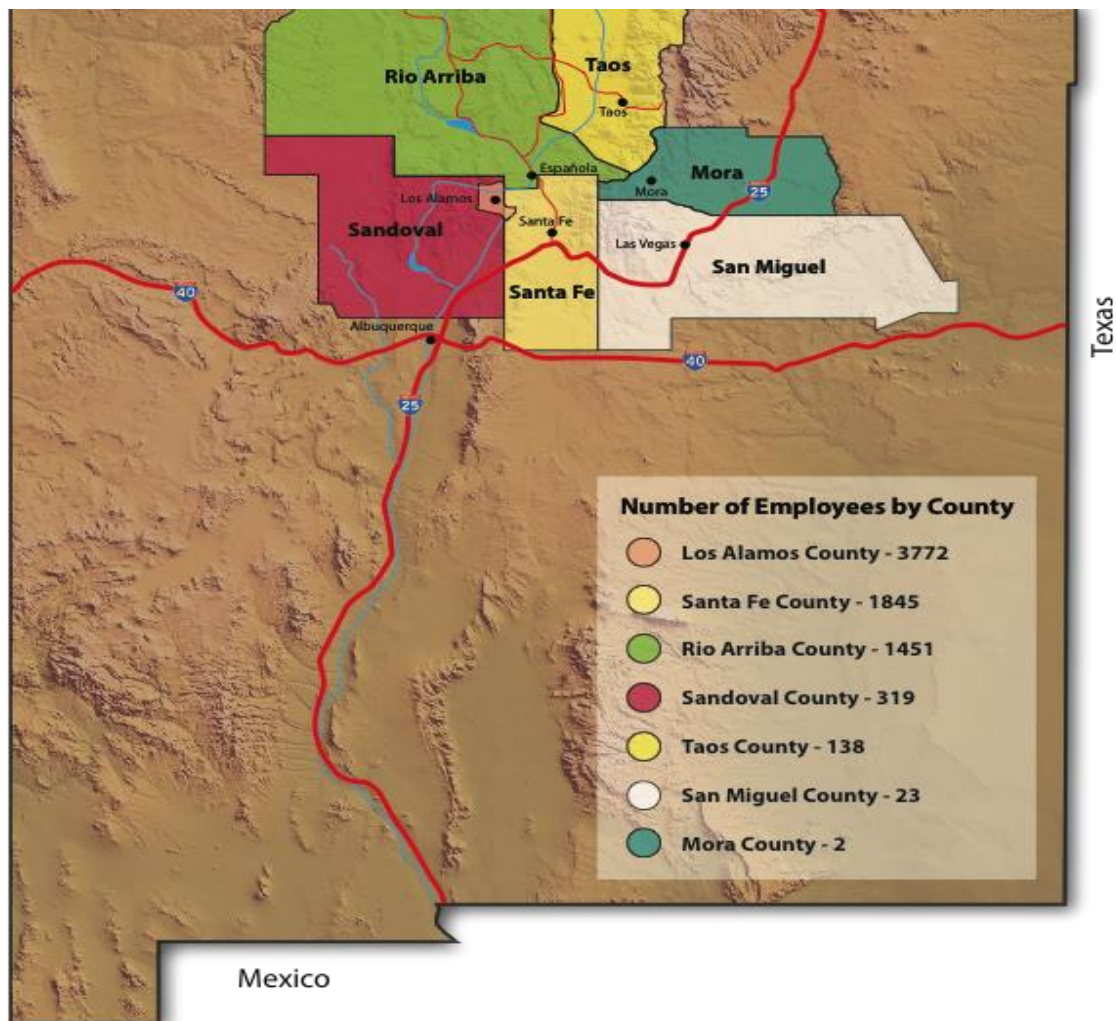 Rio Arriba
Taos
Taos
Española
Mora
Mora
25
Los Alamos
Sandoval
Santa Fe
Las Vegas
San Miguel
Santa Fe
40
Albuquerque
40
25
Texas
Number of Employees by County
Los Alamos County - 3772
Santa Fe County - 1845
Rio Arriba County - 1451
Sandoval County - 319
Taos County - 138
San Miguel County - 23
Mora County - 2
Mexico